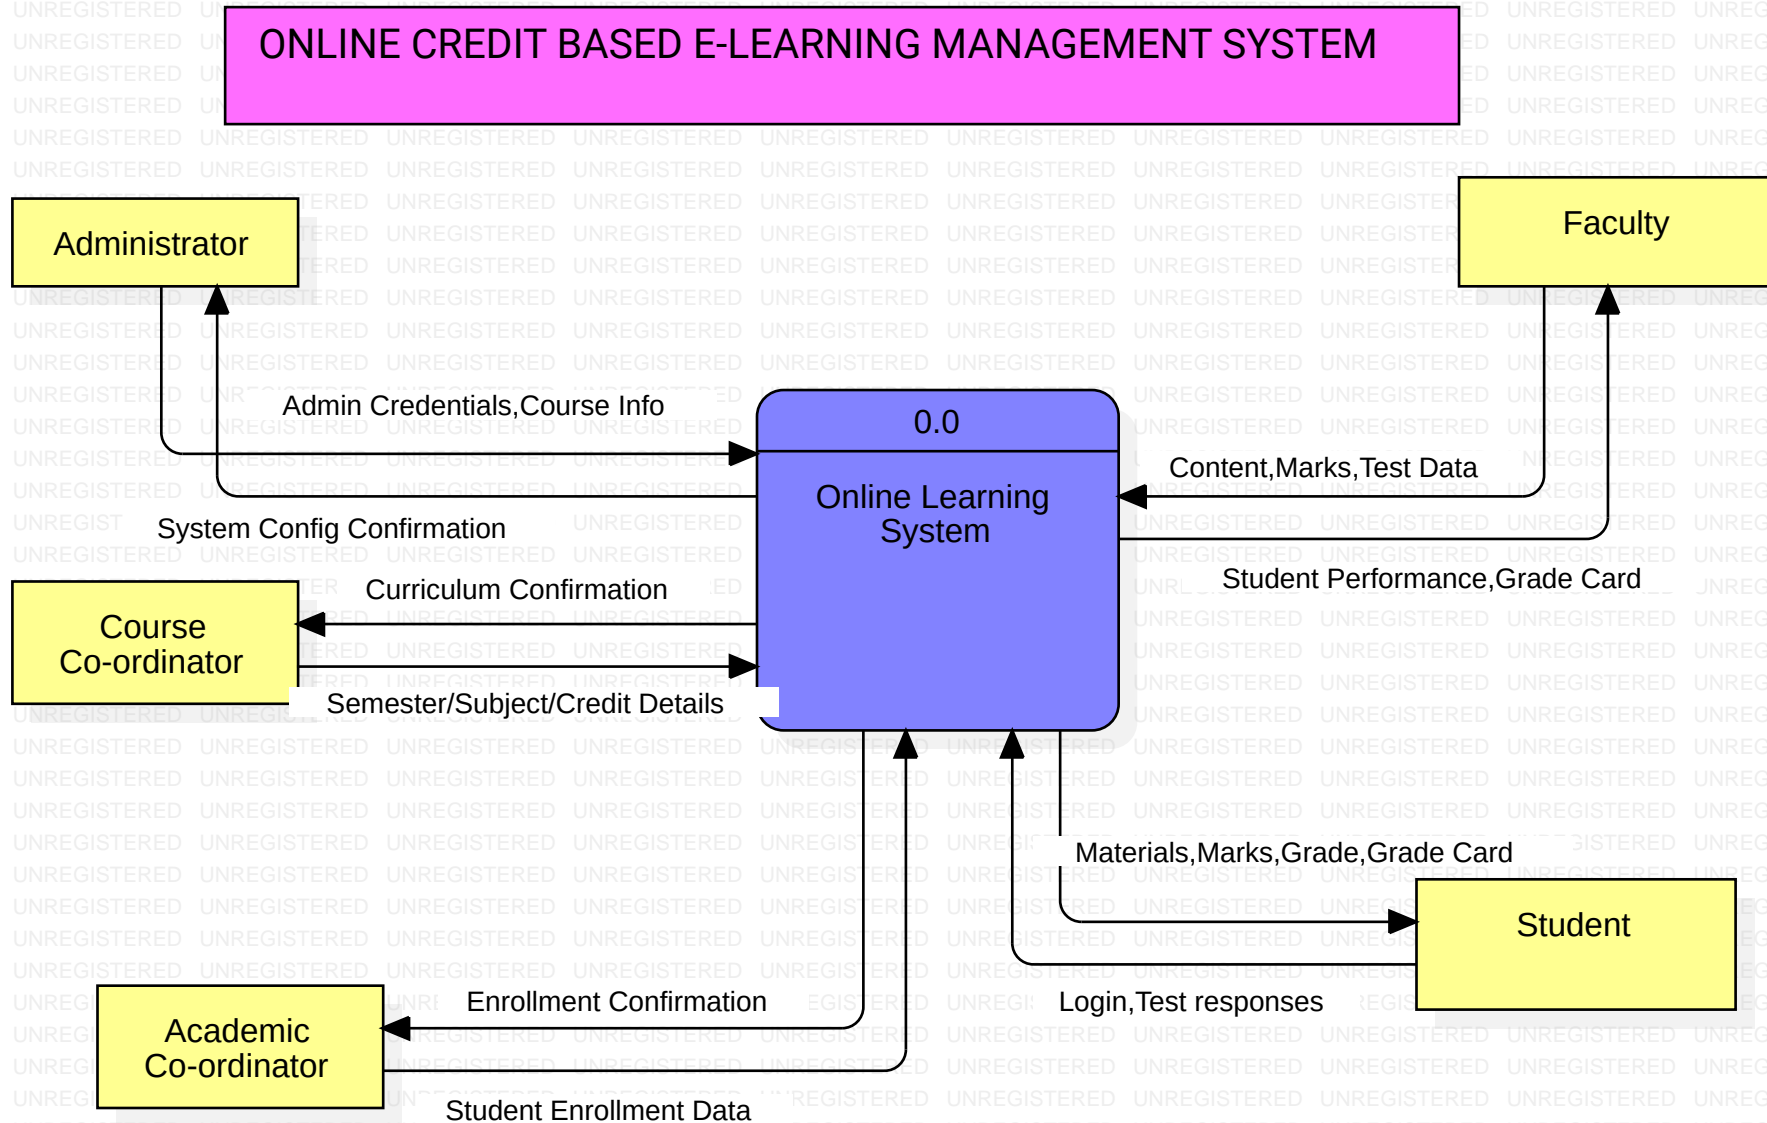 ONLINE CREDIT BASED E-LEARNING MANAGEMENT SYSTEM
Administrator
Faculty
Admin Credentials,Course Info
0.0
Online Learning
System
Content,Marks,Test Data
System Config Confirmation
Student Performance,Grade Card
Curriculum Confirmation
Course
Co-ordinator
Semester/Subject/Credit Details
Materials,Marks,Grade,Grade Card
Student
Enrollment Confirmation
Login,Test responses
Academic
Co-ordinator
Student Enrollment Data
UNREGISTERED